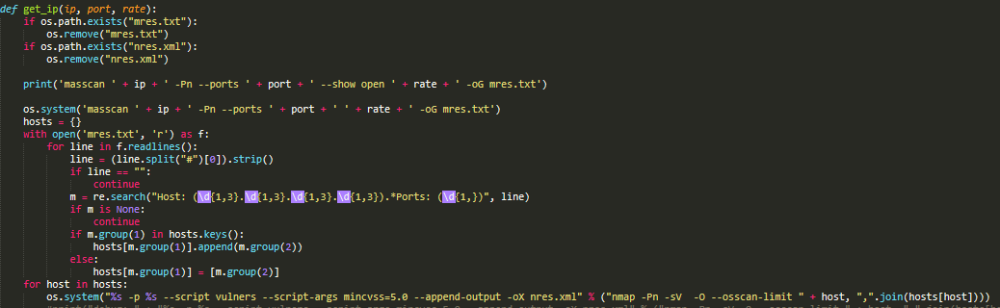 def get_ip(ip, port, rate):
    if os.path.exists("mres.txt"):
        os.remove("mres.txt")
    if os.path.exists("nres.xml"):
        os.remove("nres.xml")
    print('masscan ' + ip + ' -Pn --ports ' + port + ' --show open ' + rate + ' -oG mres.txt')
    os.system('masscan ' + ip + ' -Pn --ports ' + port + ' ' + rate + ' -oG mres.txt')
    hosts = {}
    with open('mres.txt', 'r') as f:
        for line in f.readlines():
            line = (line.split("#")[0]).strip()
            if line == "":
                continue
            m = re.search("Host: (\d{1,3}.\d{1,3}.\d{1,3}.\d{1,3}).*Ports: (\d{1,})", line)
            if m is None:
                continue
            if m.group(1) in hosts.keys():
                hosts[m.group(1)].append(m.group(2))
            else:
                hosts[m.group(1)] = [m.group(2)]
    for host in hosts:
        os.system("%s -p %s --script vulners --script-args mincvss=5.0 --append-output -oX nres.xml" % ("nmap -Pn -sV  -O --osscan-limit " + host, ",".join(hosts[host])))